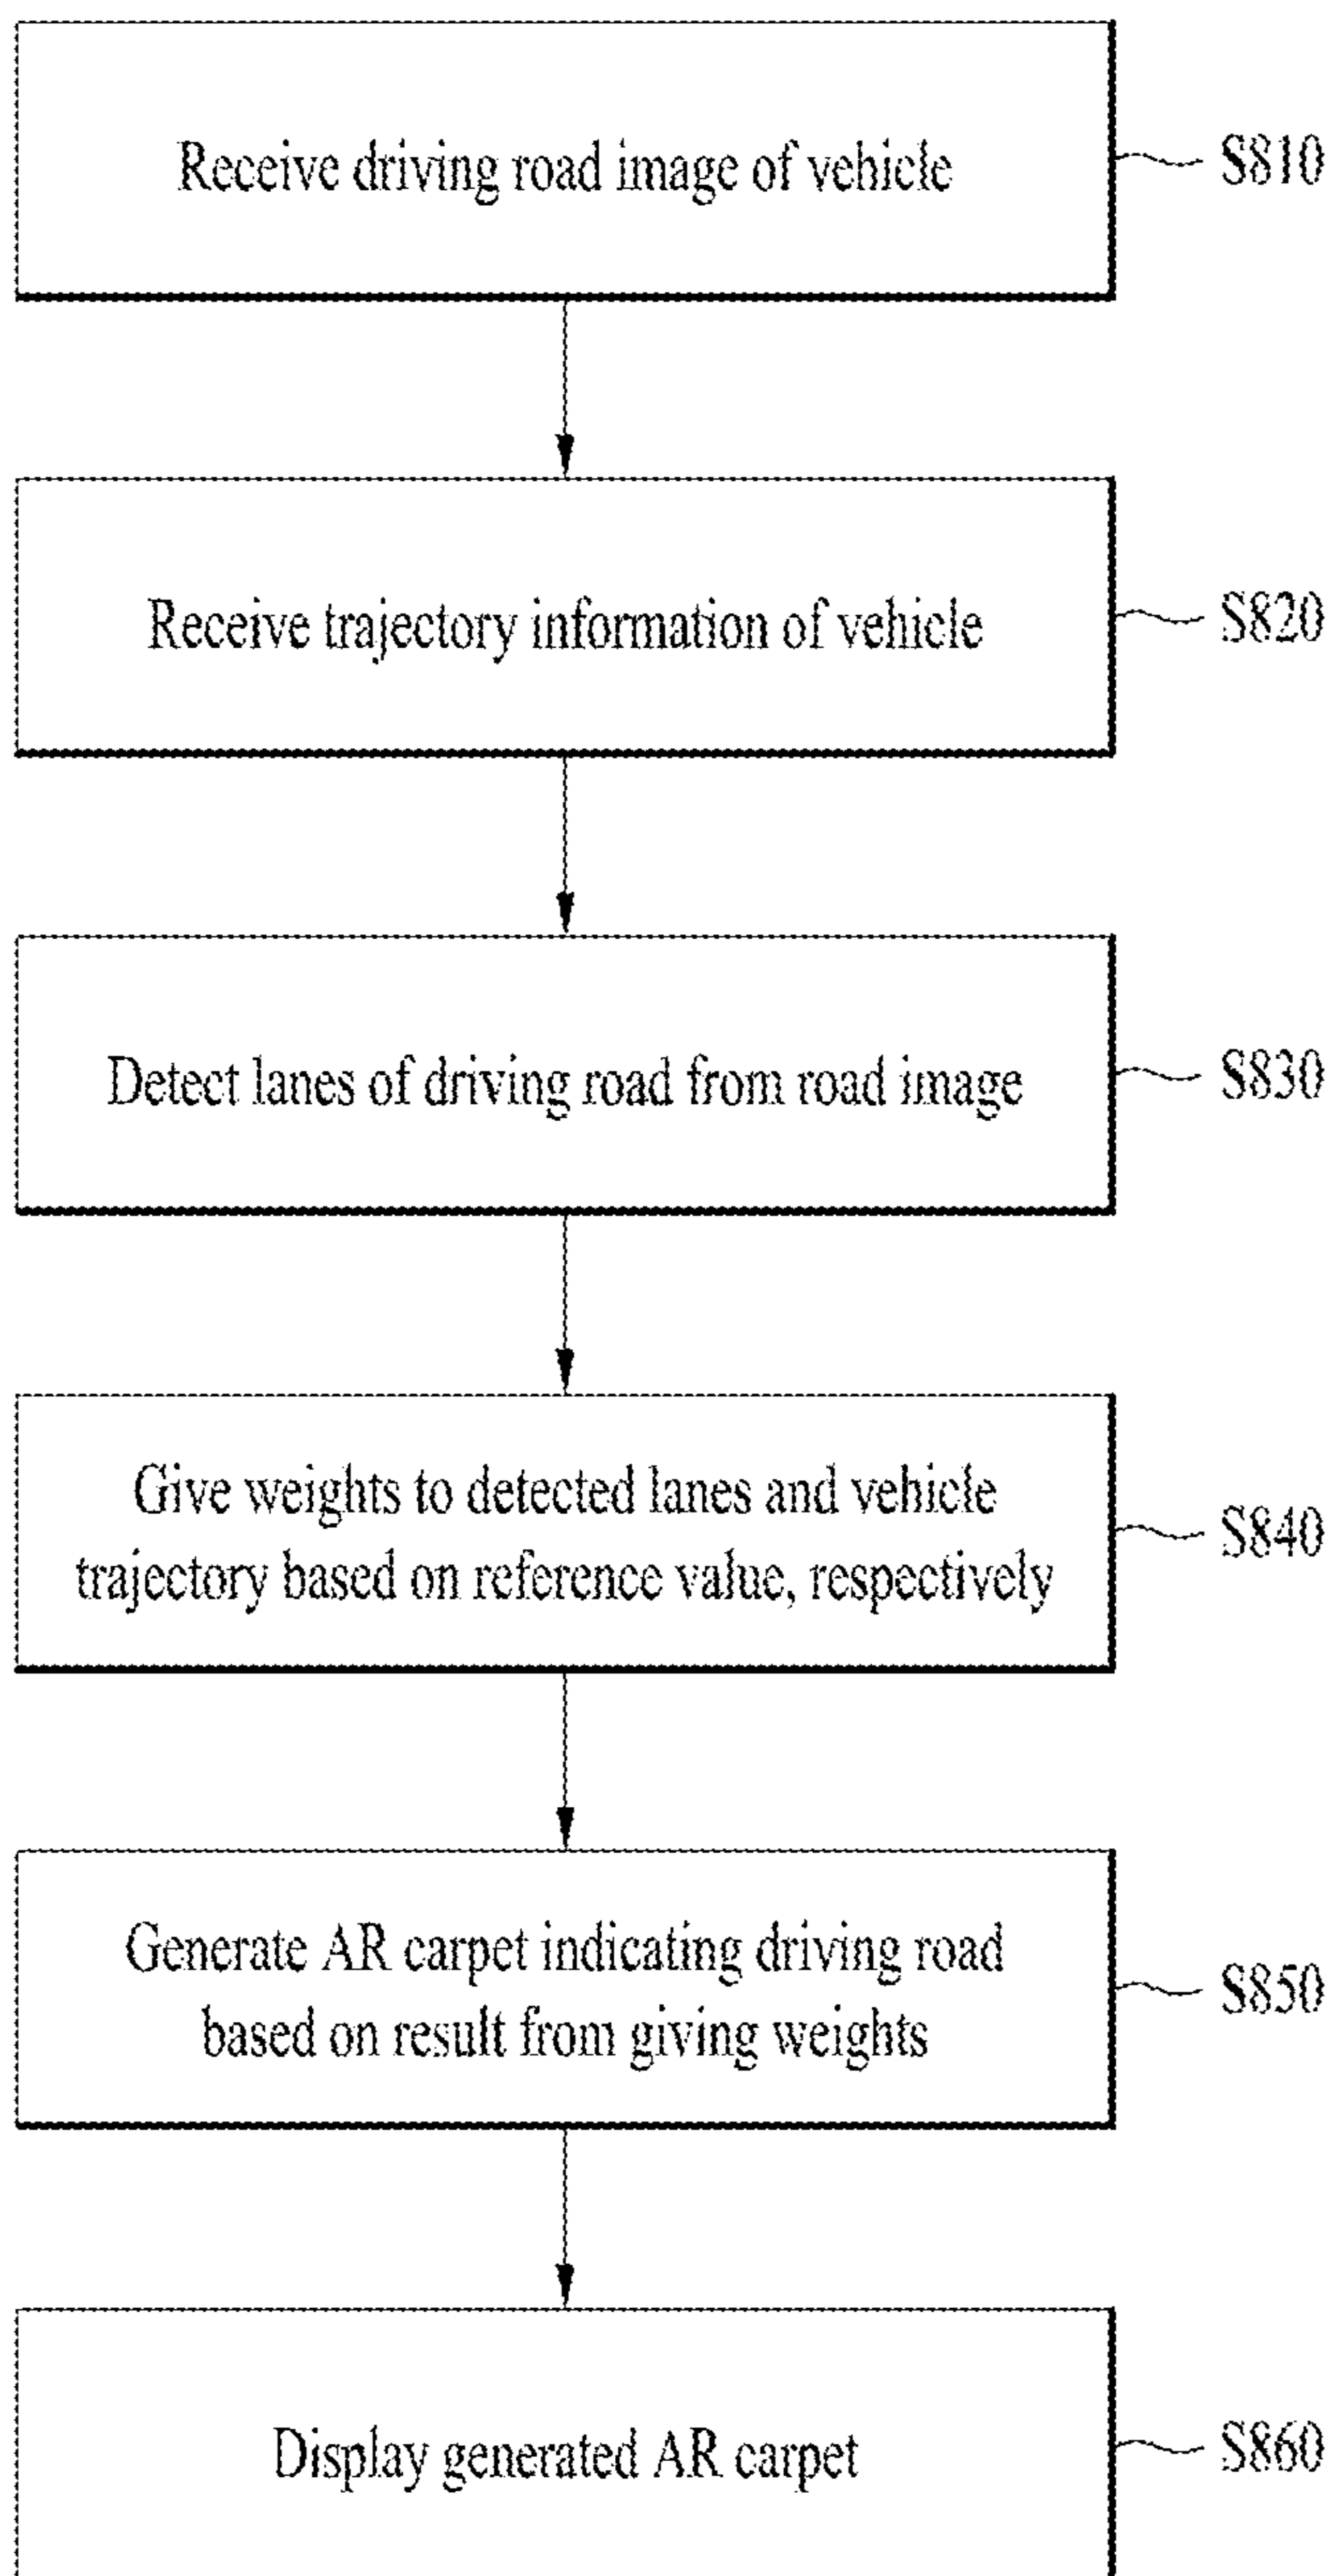 Receive driving road image of vehicle
S810
Receive trajectory information of vehicle
S820
Detect lanes of driving road from road image
S830
Give weights to detected lanes and vehicle
trajectory based on reference value, respectively
S840
Generate AR carpet indicating driving road
based on result from giving weights
S850
Display generated AR carpet
S860